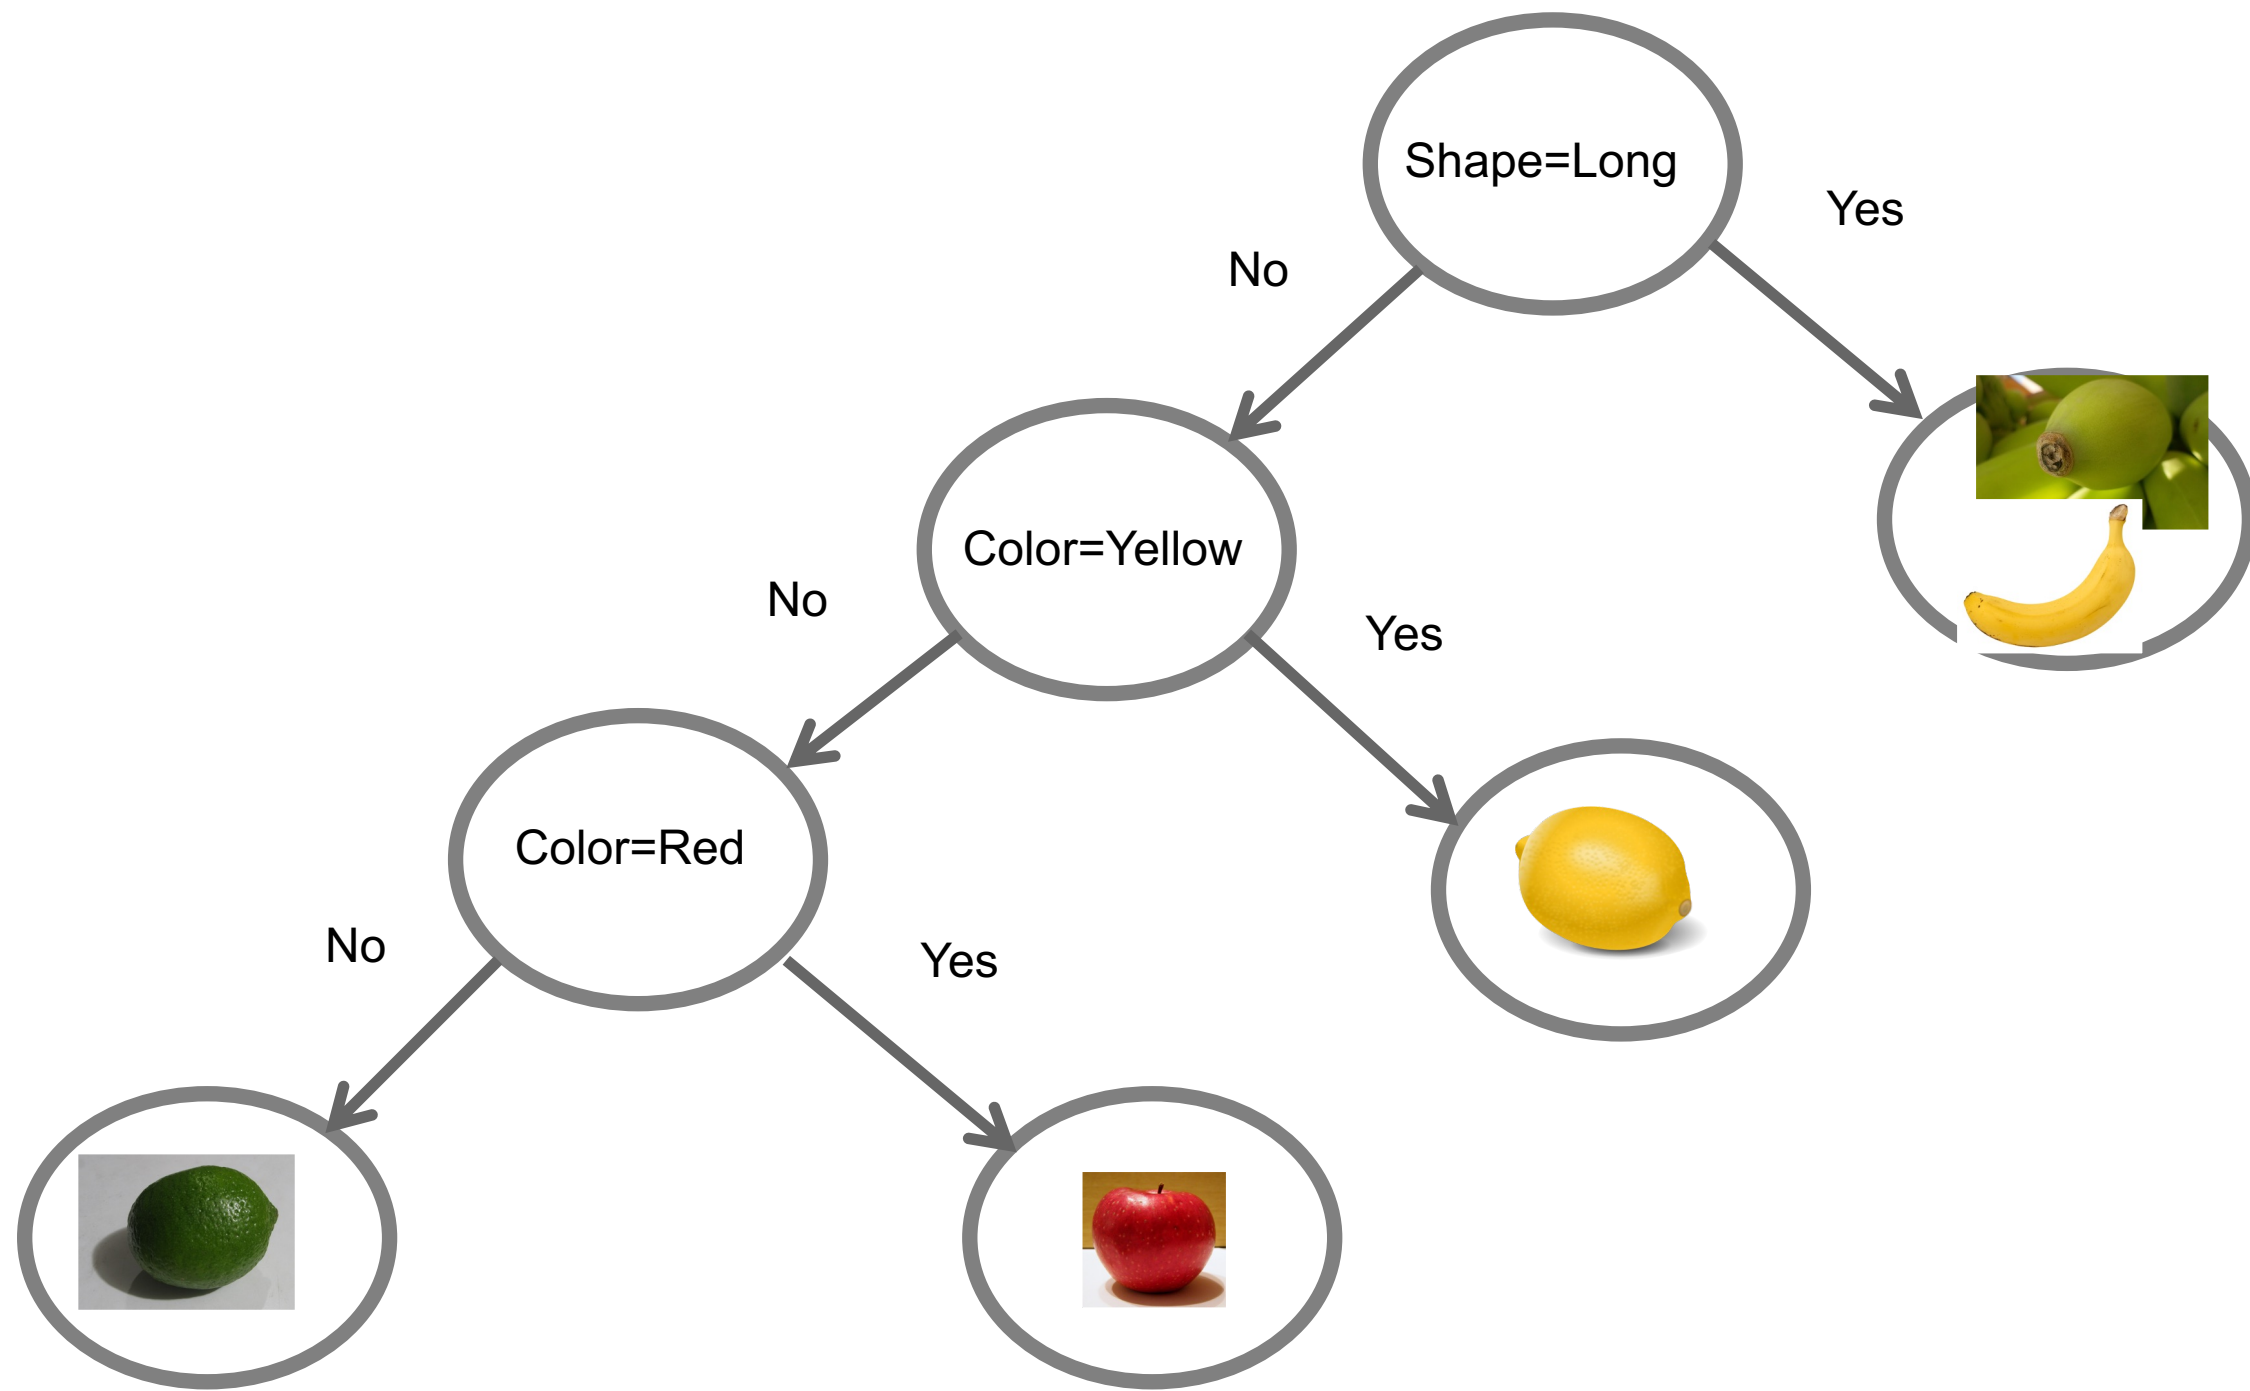 Shape=Long
Yes
No
Color=Yellow
No
Yes
Color=Red
No
Yes